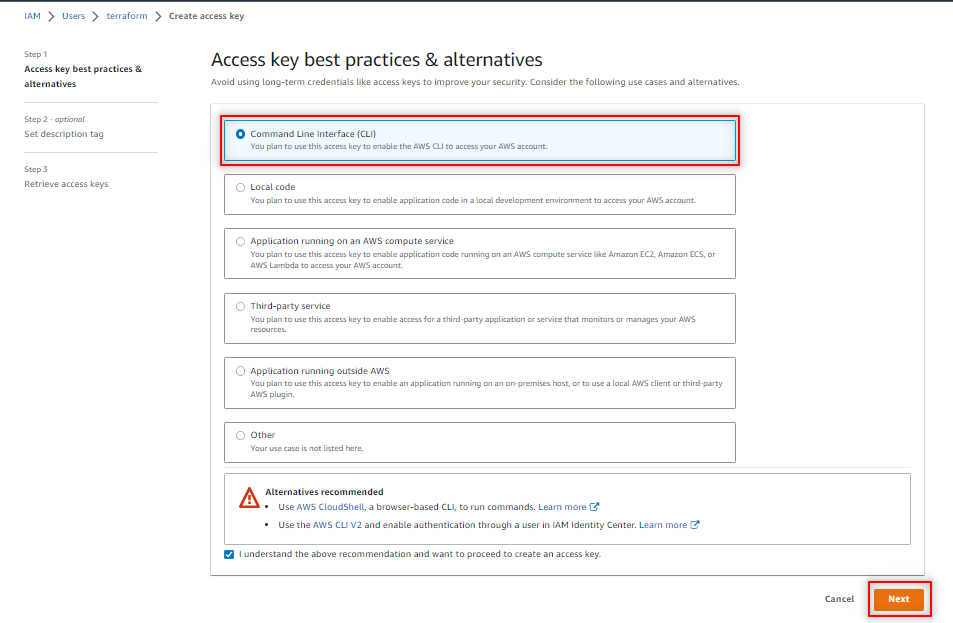 IAM > Users > terraform > Create access key
Step 1
Access key best practices &
alternatives
Step 2 - optional
Set description tag
Step 3
Retrieve access keys
Access key best practices & alternatives
Avoid using long-term credentials like access keys to improve your security. Consider the following use cases and alternatives.
Command Line Interface (CLI)
You plan to use this access key to enable the AWS CLI to access your AWS account.
Local code
You plan to use this access key to enable application code in a local development environment to access your AWS account.
Application running on an AWS compute service
You plan to use this access key to enable application code running on an AWS compute service like Amazon EC2, Amazon ECS, or
AWS Lambda to access your AWS account.
Third-party service
You plan to use this access key to enable access for a third-party application or service that monitors or manages your AWS
resources.
Application running outside AWS
You plan to use this access key to enable an application running on an on-premises host, or to use a local AWS client or third-party
AWS plugin.
Other
Your use case is not listed here.
Alternatives recommended
• Use AWS CloudShell, a browser-based CLI, to run commands. Learn more
• Use the AWS CLI V2 and enable authentication through a user in IAM Identity Center. Learn more
I understand the above recommendation and want to proceed to create an access key.
Cancel
Next